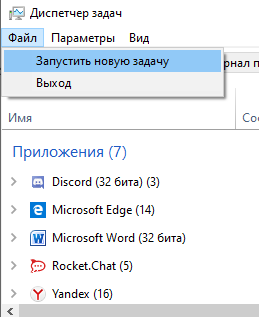 Диспетчер задач
Файл Параметры Вид
Запустить новую задачу
Выход
Имя
Приложения (7)
Discord (32 бита) (3)
Microsoft Edge (14)
Microsoft Word (32 бита)
Rocket.Chat (5)
Yandex (16)